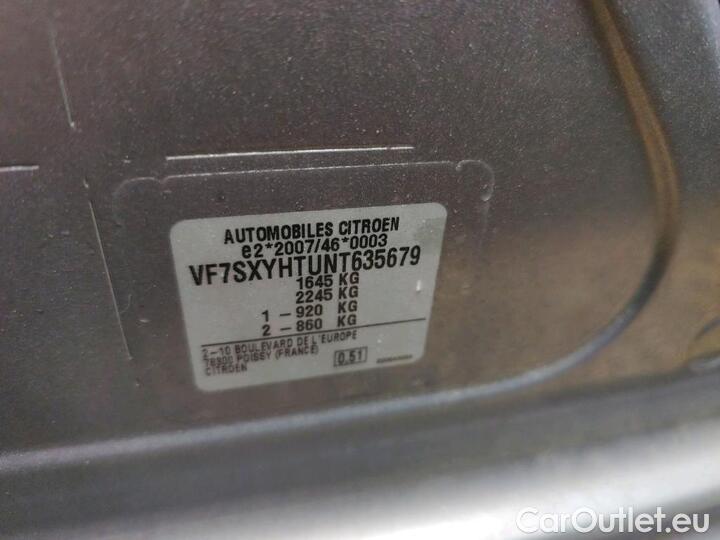 AUTOMOBILES CITROEN
e2*2007/46*0003
VF7SXYHTUNT635679
1645 KG
2245 KG
1 - 920 KG
2 - 860 KG
2-10 BOULEVARD DE L'EUROPE
78300 POISSY (FRANCE)
CITROEN
0.51
CarOutlet.eu